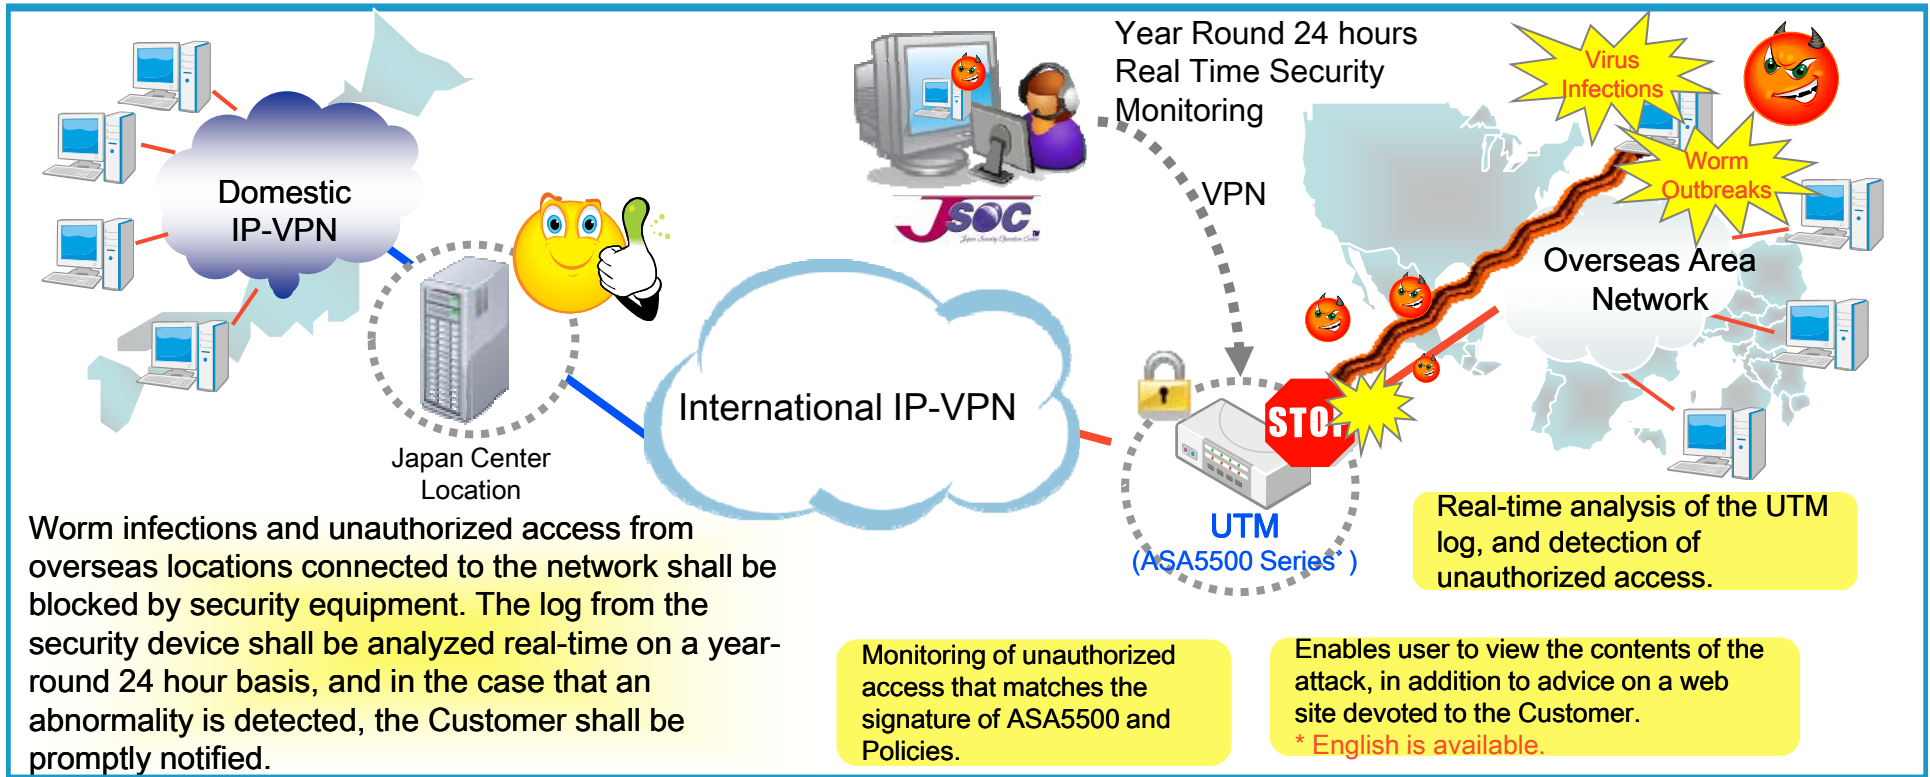 Year Round 24 hours
Real Time Security
Monitoring
Virus
Infections
Worm
Outbreaks
Domestic
IP-VPN
JSOC
Japan Security Operation Center
TM
VPN
Overseas Area
Network
International IP-VPN
STOP
Japan Center
Location
UTM
(ASA5500 Series* )
Worm infections and unauthorized access from
overseas locations connected to the network shall be
blocked by security equipment. The log from the
security device shall be analyzed real-time on a year-
round 24 hour basis, and in the case that an
abnormality is detected, the Customer shall be
promptly notified.
Real-time analysis of the UTM
log, and detection of
unauthorized access.
Monitoring of unauthorized
access that matches the
signature of ASA5500 and
Policies.
Enables user to view the contents of the
attack, in addition to advice on a web
site devoted to the Customer.
* English is available.